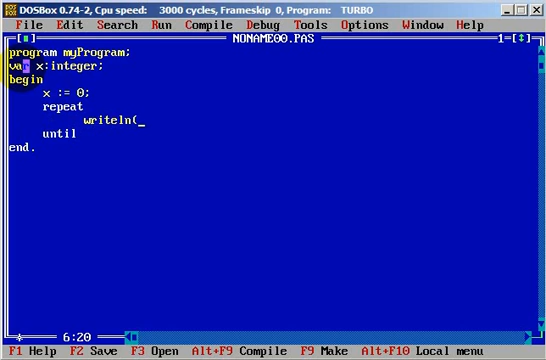 DOSBox 0.74-2, Cpu speed: 3000 cycles, Frameskip 0, Program: TURBO
File Edit Search Run Compile Debug Tools Options Window Help
[■] NONAME00.PAS 1=[↕]
program myProgram;
var x:integer;
begin
x := 0;
repeat
writeln(_
until
end.
* 6:20
F1 Help F2 Save F3 Open Alt+F9 Compile F9 Make Alt+F10 Local menu